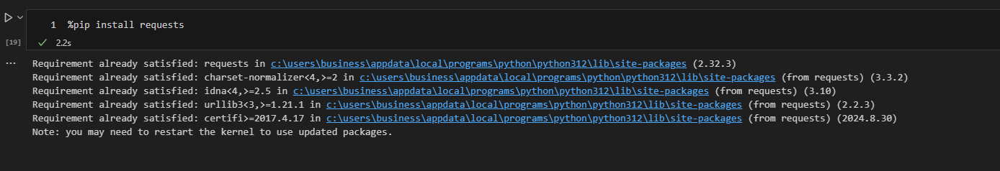 1 %pip install requests
[19] 2.2s
Requirement already satisfied: requests in c:\users\business\appdata\local\programs\python\python312\lib\site-packages (2.32.3)
Requirement already satisfied: charset-normalizer<4,>=2 in c:\users\business\appdata\local\programs\python\python312\lib\site-packages (from requests) (3.3.2)
Requirement already satisfied: idna<4,>=2.5 in c:\users\business\appdata\local\programs\python\python312\lib\site-packages (from requests) (3.10)
Requirement already satisfied: urllib3<3,>=1.21.1 in c:\users\business\appdata\local\programs\python\python312\lib\site-packages (from requests) (2.2.3)
Requirement already satisfied: certifi>=2017.4.17 in c:\users\business\appdata\local\programs\python\python312\lib\site-packages (from requests) (2024.8.30)
Note: you may need to restart the kernel to use updated packages.